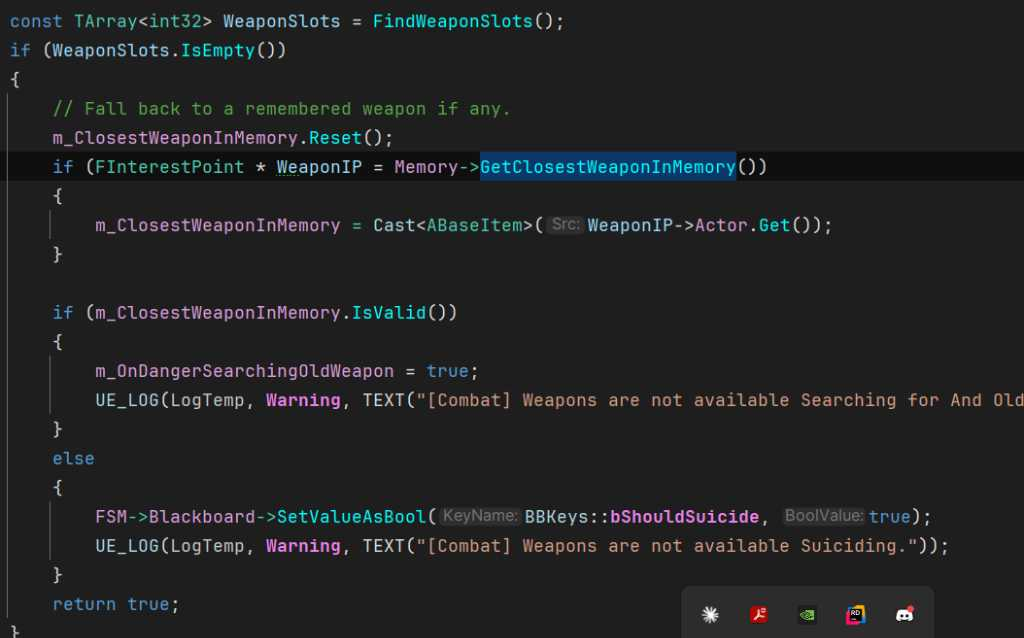 const TArray<int32> WeaponSlots = FindWeaponSlots();
if (WeaponSlots.IsEmpty())
{
// Fall back to a remembered weapon if any.
m_ClosestWeaponInMemory.Reset();
if (FInterestPoint * WeaponIP = Memory->GetClosestWeaponInMemory())
{
m_ClosestWeaponInMemory = Cast<ABaseItem>( Src: WeaponIP->Actor.Get());
}
if (m_ClosestWeaponInMemory.IsValid())
{
m_OnDangerSearchingOldWeapon = true;
UE_LOG(LogTemp, Warning, TEXT("[Combat] Weapons are not available Searching for And Old
}
else
{
FSM->Blackboard->SetValueAsBool( KeyName: BBKeys::bShouldSuicide, BoolValue: true);
UE_LOG(LogTemp, Warning, TEXT("[Combat] Weapons are not available Suiciding."));
}
return true;
}
RD